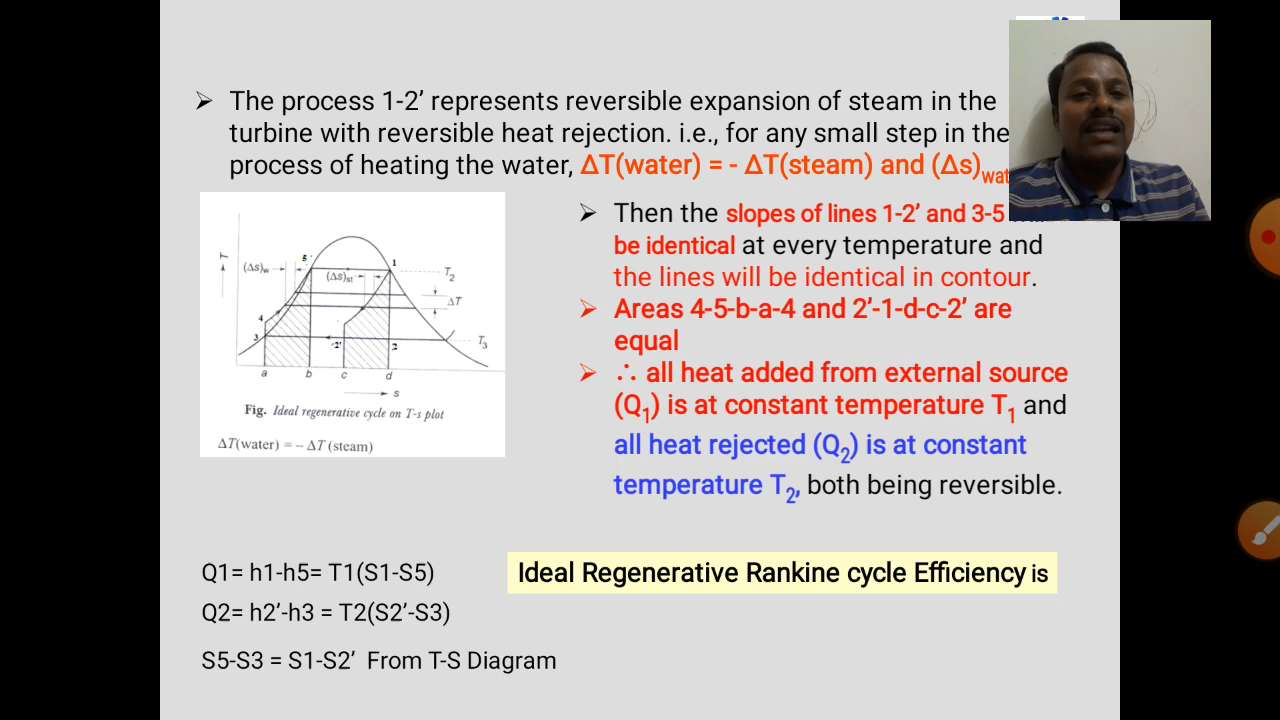 ➢ The process 1-2’ represents reversible expansion of steam in the
turbine with reversible heat rejection. i.e., for any small step in the
process of heating the water, ΔT(water) = - ΔT(steam) and (Δs)wat
➢ Then the slopes of lines 1-2’ and 3-5
be identical at every temperature and
the lines will be identical in contour.
➢ Areas 4-5-b-a-4 and 2’-1-d-c-2’ are
equal
➢ ∴ all heat added from external source
(Q1) is at constant temperature T1 and
all heat rejected (Q2) is at constant
temperature T2, both being reversible.
T
5
1
(Δs)w
(Δs)st
T2
ΔT
4
3
2'
2
T3
a b c d
s
Fig. Ideal regenerative cycle on T-s plot
ΔT(water) = – ΔT (steam)
Q1= h1-h5= T1(S1-S5)
Ideal Regenerative Rankine cycle Efficiency is
Q2= h2’-h3 = T2(S2’-S3)
S5-S3 = S1-S2’ From T-S Diagram